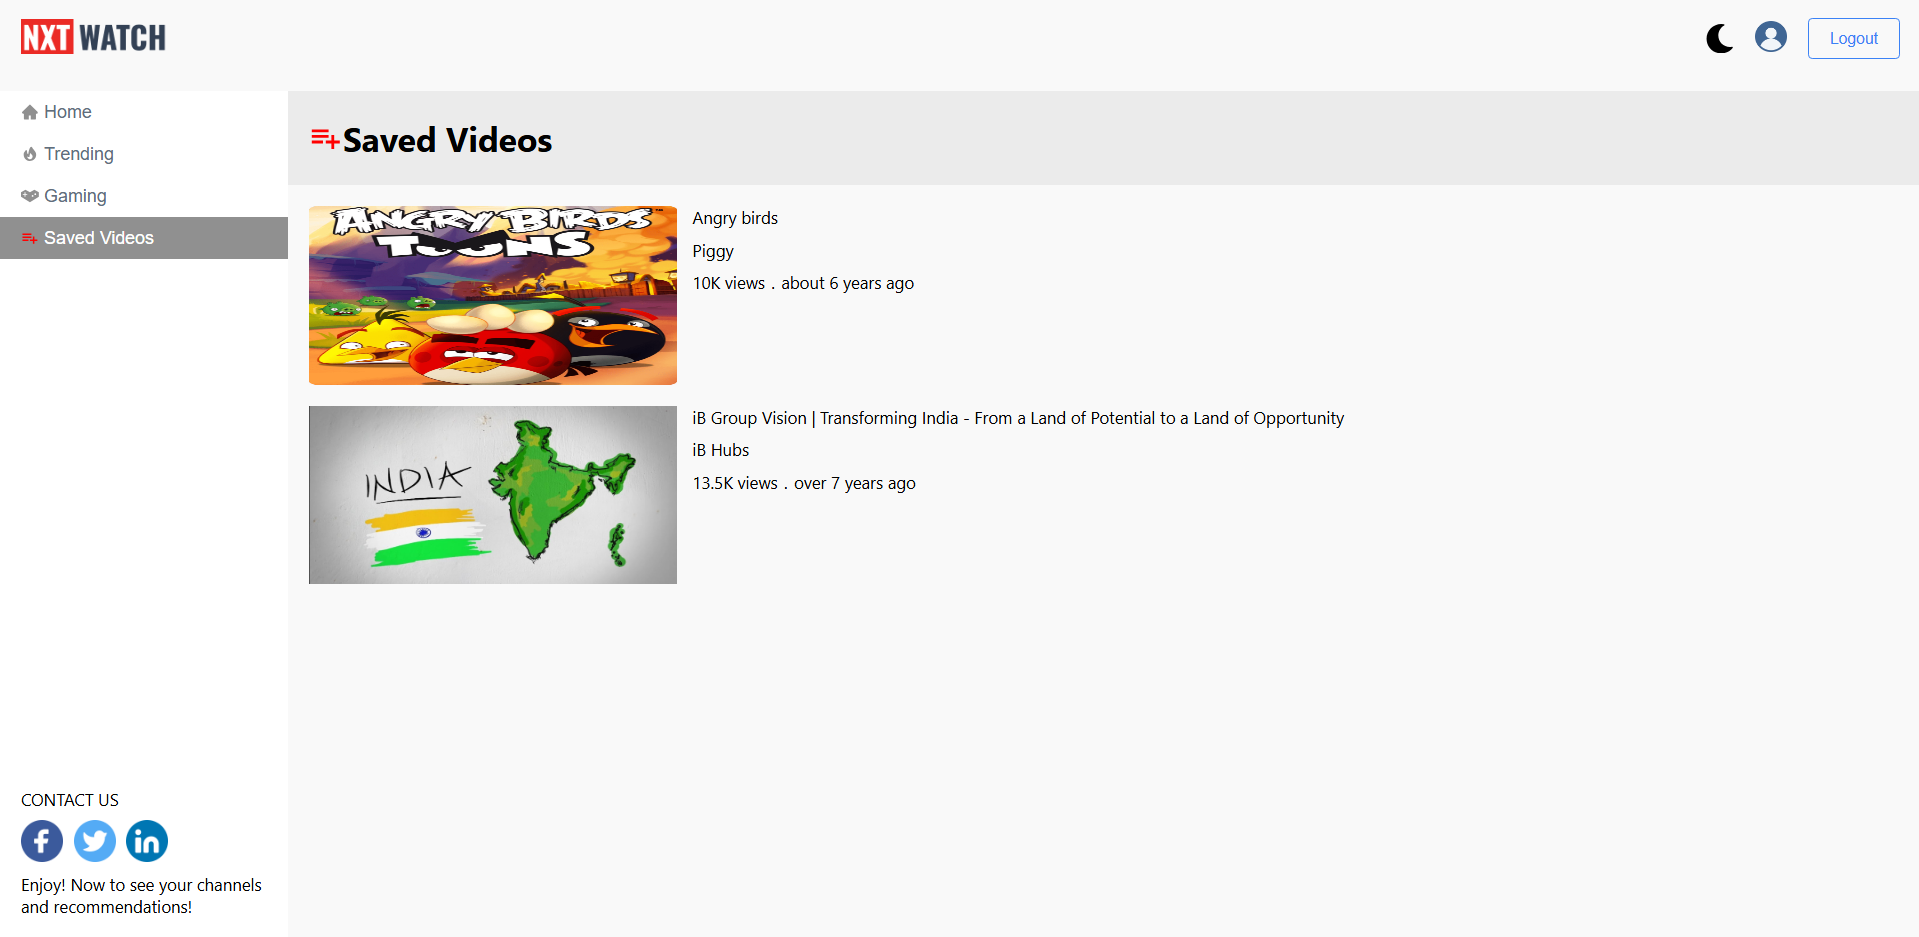 NXT WATCH
Logout
Home
Trending
Gaming
Saved Videos
Saved Videos
ANGRY BIRDS™
TOONS
Angry birds
Piggy
10K views . about 6 years ago
INDIA
iB Group Vision | Transforming India - From a Land of Potential to a Land of Opportunity
iB Hubs
13.5K views . over 7 years ago
CONTACT US
f
in
Enjoy! Now to see your channels
and recommendations!